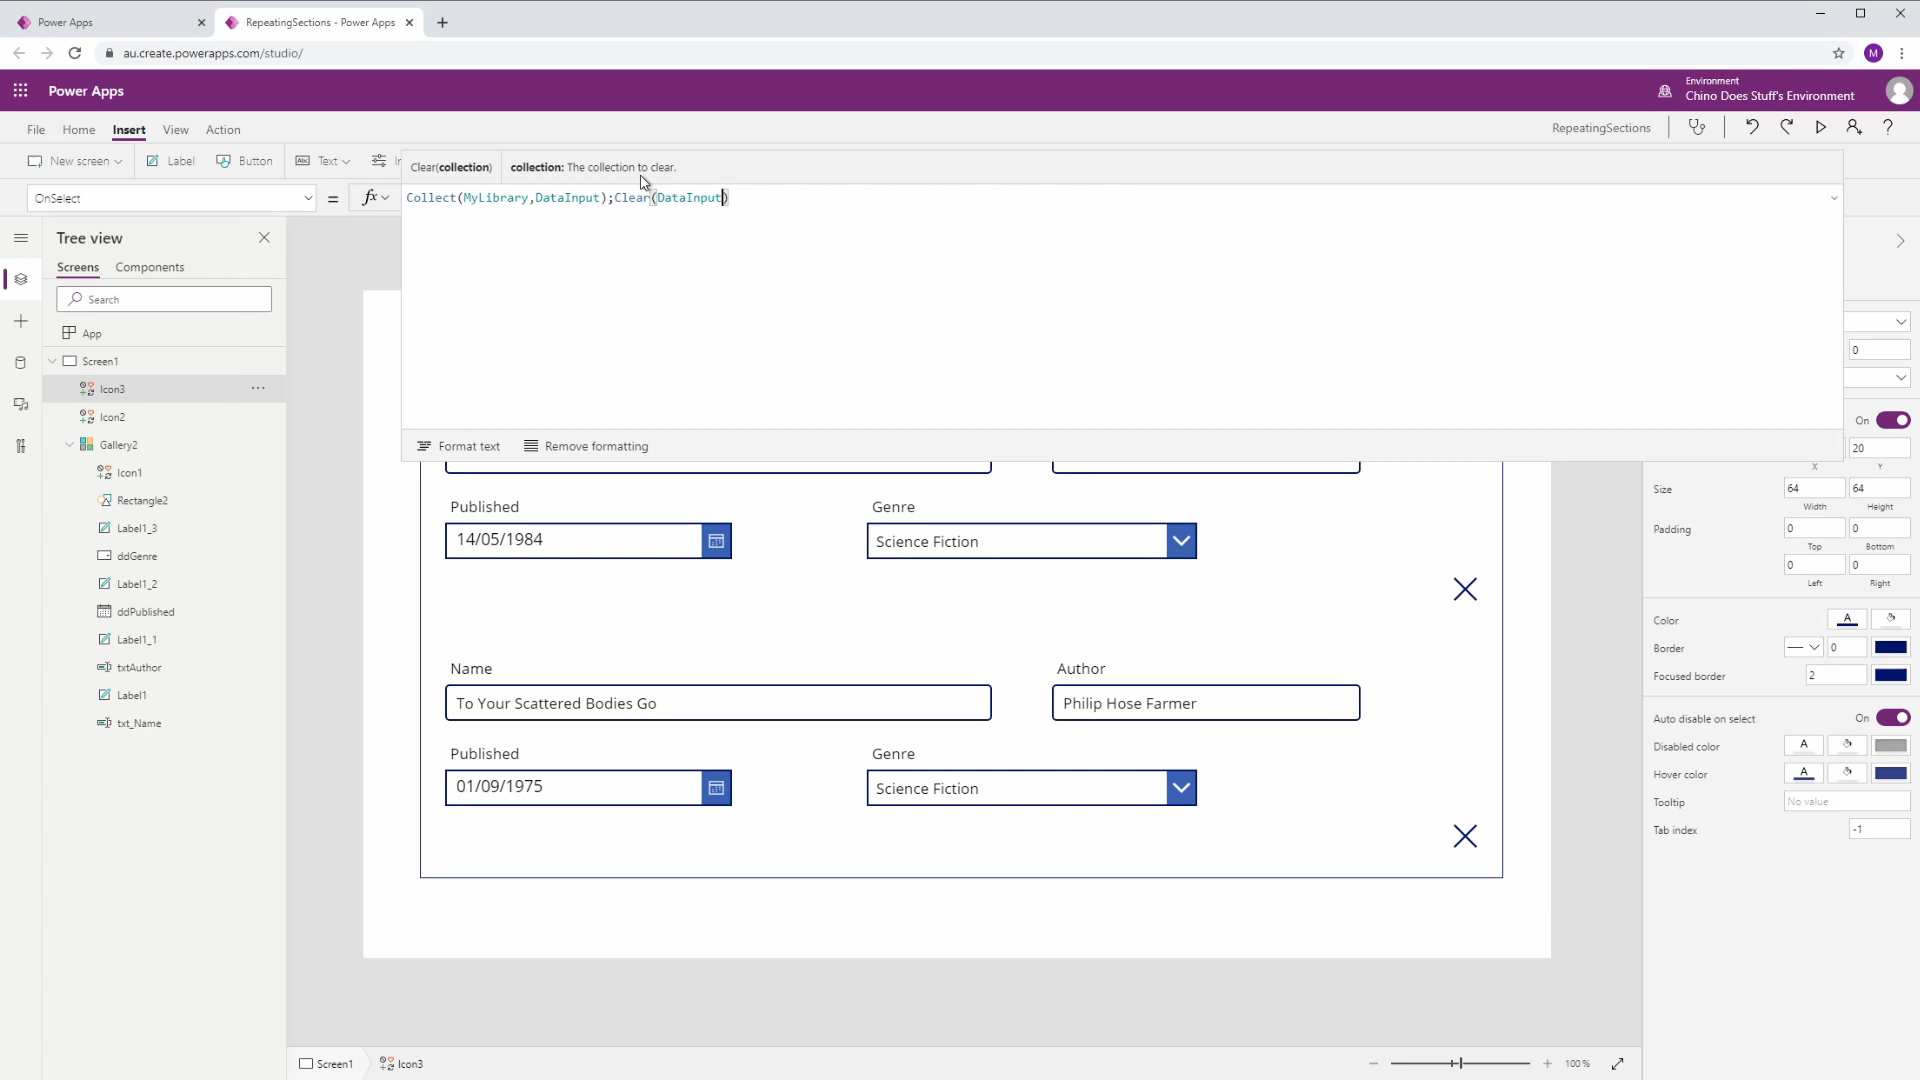 Power Apps
RepeatingSections - Power Apps
au.create.powerapps.com/studio/
M
Power Apps
Environment
Chino Does Stuff's Environment
File Home Insert View Action
RepeatingSections
New screen Label Button Text
Clear(collection) collection: The collection to clear.
OnSelect = fx Collect(MyLibrary,DataInput);Clear(DataInput)
Tree view
Screens Components
Search
App
Screen1
Icon3
Icon2
Gallery2
Icon1
Rectangle2
Label1_3
ddGenre
Label1_2
ddPublished
Label1_1
txtAuthor
Label1
txt_Name
Format text Remove formatting
Published Genre
14/05/1984 Science Fiction
Name Author
To Your Scattered Bodies Go Philip Hose Farmer
Published Genre
01/09/1975 Science Fiction
0
On
20
X Y
Size 64 64
Width Height
Padding 0 0
Top Bottom
0 0
Left Right
Color
Border 0
Focused border 2
Auto disable on select On
Disabled color
Hover color
Tooltip No value
Tab index -1
Screen1 Icon3
100 %